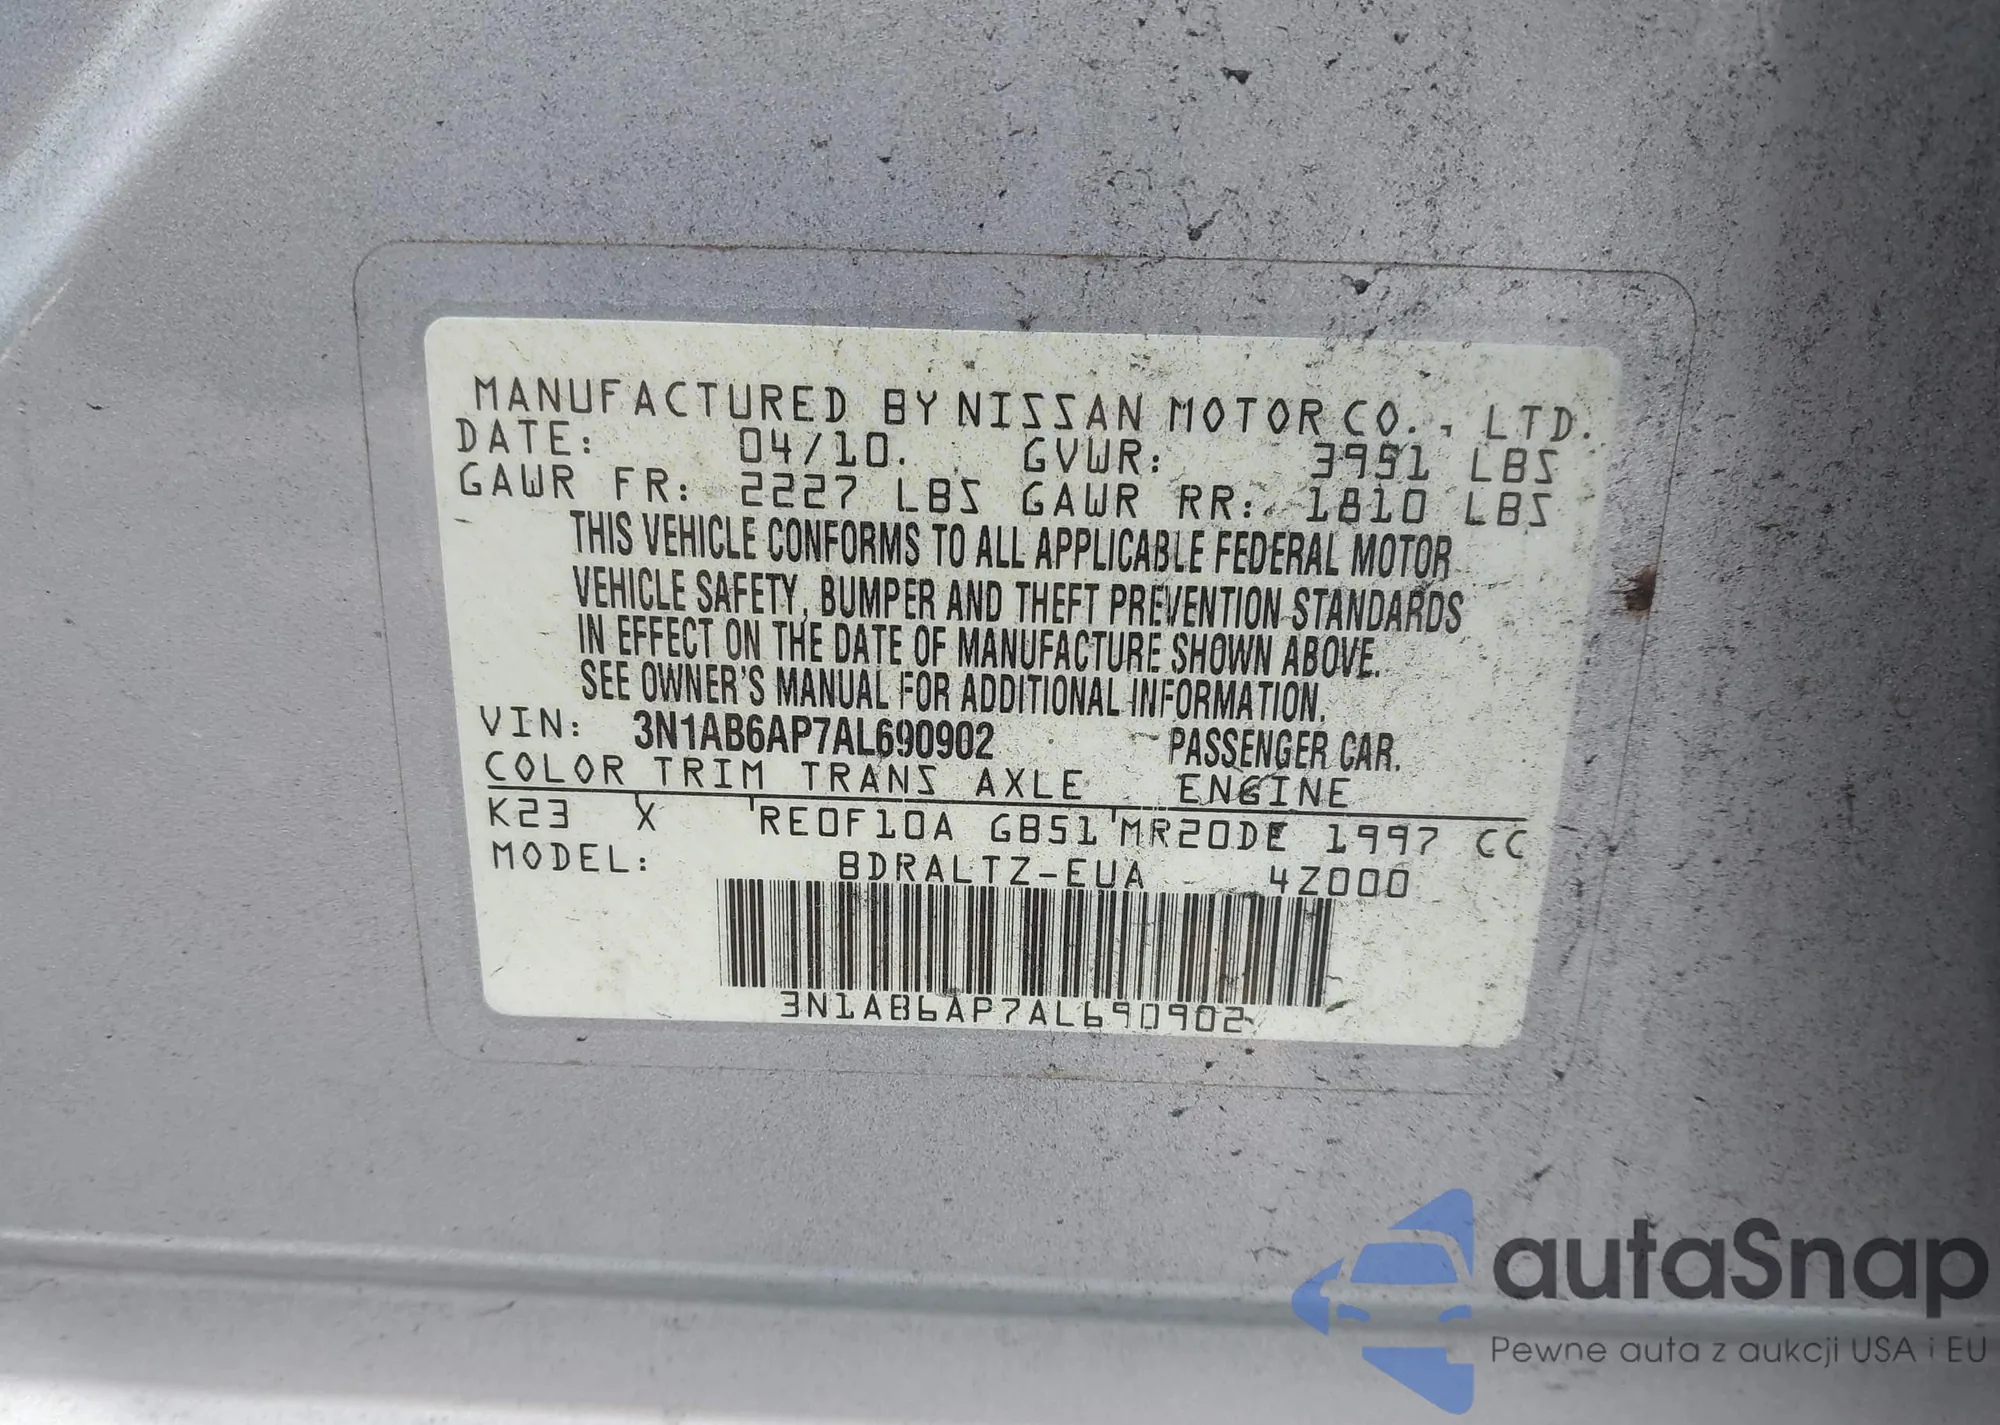 MANUFACTURED BY NISSAN MOTOR CO., LTD.
DATE: 04/10. GVWR: 3951 LBS
GAWR FR: 2227 LBS GAWR RR: 1810 LBS
THIS VEHICLE CONFORMS TO ALL APPLICABLE FEDERAL MOTOR
VEHICLE SAFETY, BUMPER AND THEFT PREVENTION STANDARDS
IN EFFECT ON THE DATE OF MANUFACTURE SHOWN ABOVE.
SEE OWNER'S MANUAL FOR ADDITIONAL INFORMATION.
VIN: 3N1AB6AP7AL690902 PASSENGER CAR.
COLOR TRIM TRANS AXLE ENGINE
K23 X RE0F10A GB51 MR20DE 1997 CC
MODEL: BDRALTZ-EUA 4Z000
3N1AB6AP7AL690902
autaSnap
Pewne auta z aukcji USA i EU